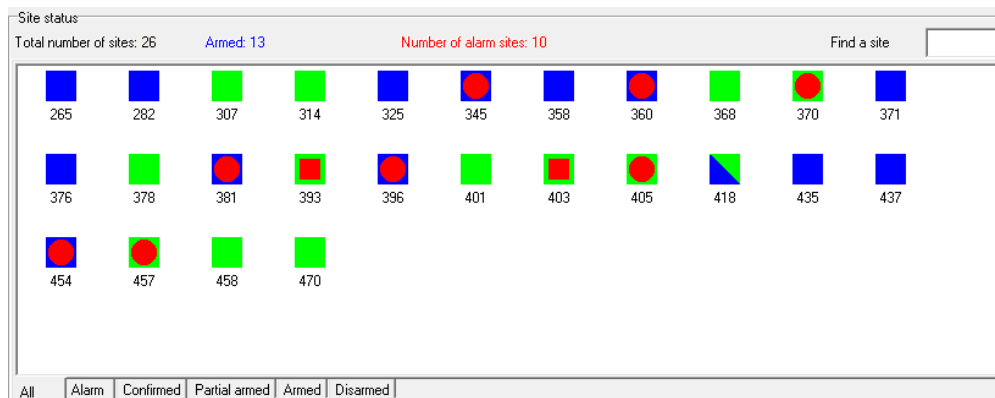 Site status
Total number of sites: 26 Armed: 13 Number of alarm sites: 10 Find a site
265 282 307 314 325 345 358 360 368 370 371
376 378 381 393 396 401 403 405 418 435 437
454 457 458 470
All Alarm Confirmed Partial armed Armed Disarmed